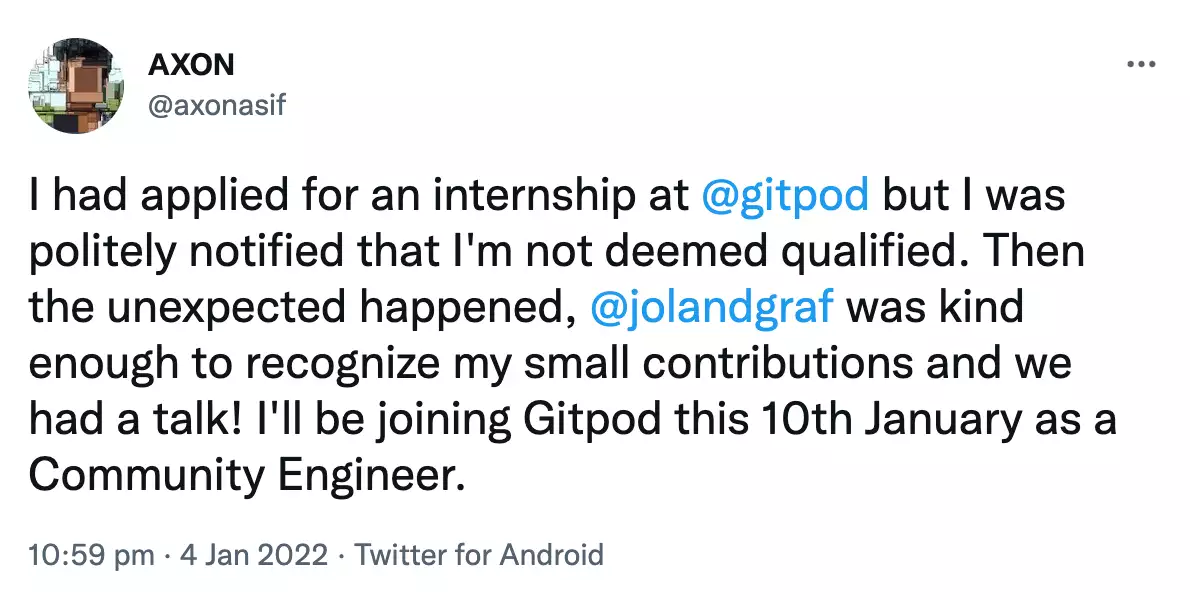 AXON
@axonasif
I had applied for an internship at @gitpod but I was
politely notified that I'm not deemed qualified. Then
the unexpected happened, @jolandgraf was kind
enough to recognize my small contributions and we
had a talk! I'll be joining Gitpod this 10th January as a
Community Engineer.
10:59 pm · 4 Jan 2022 · Twitter for Android